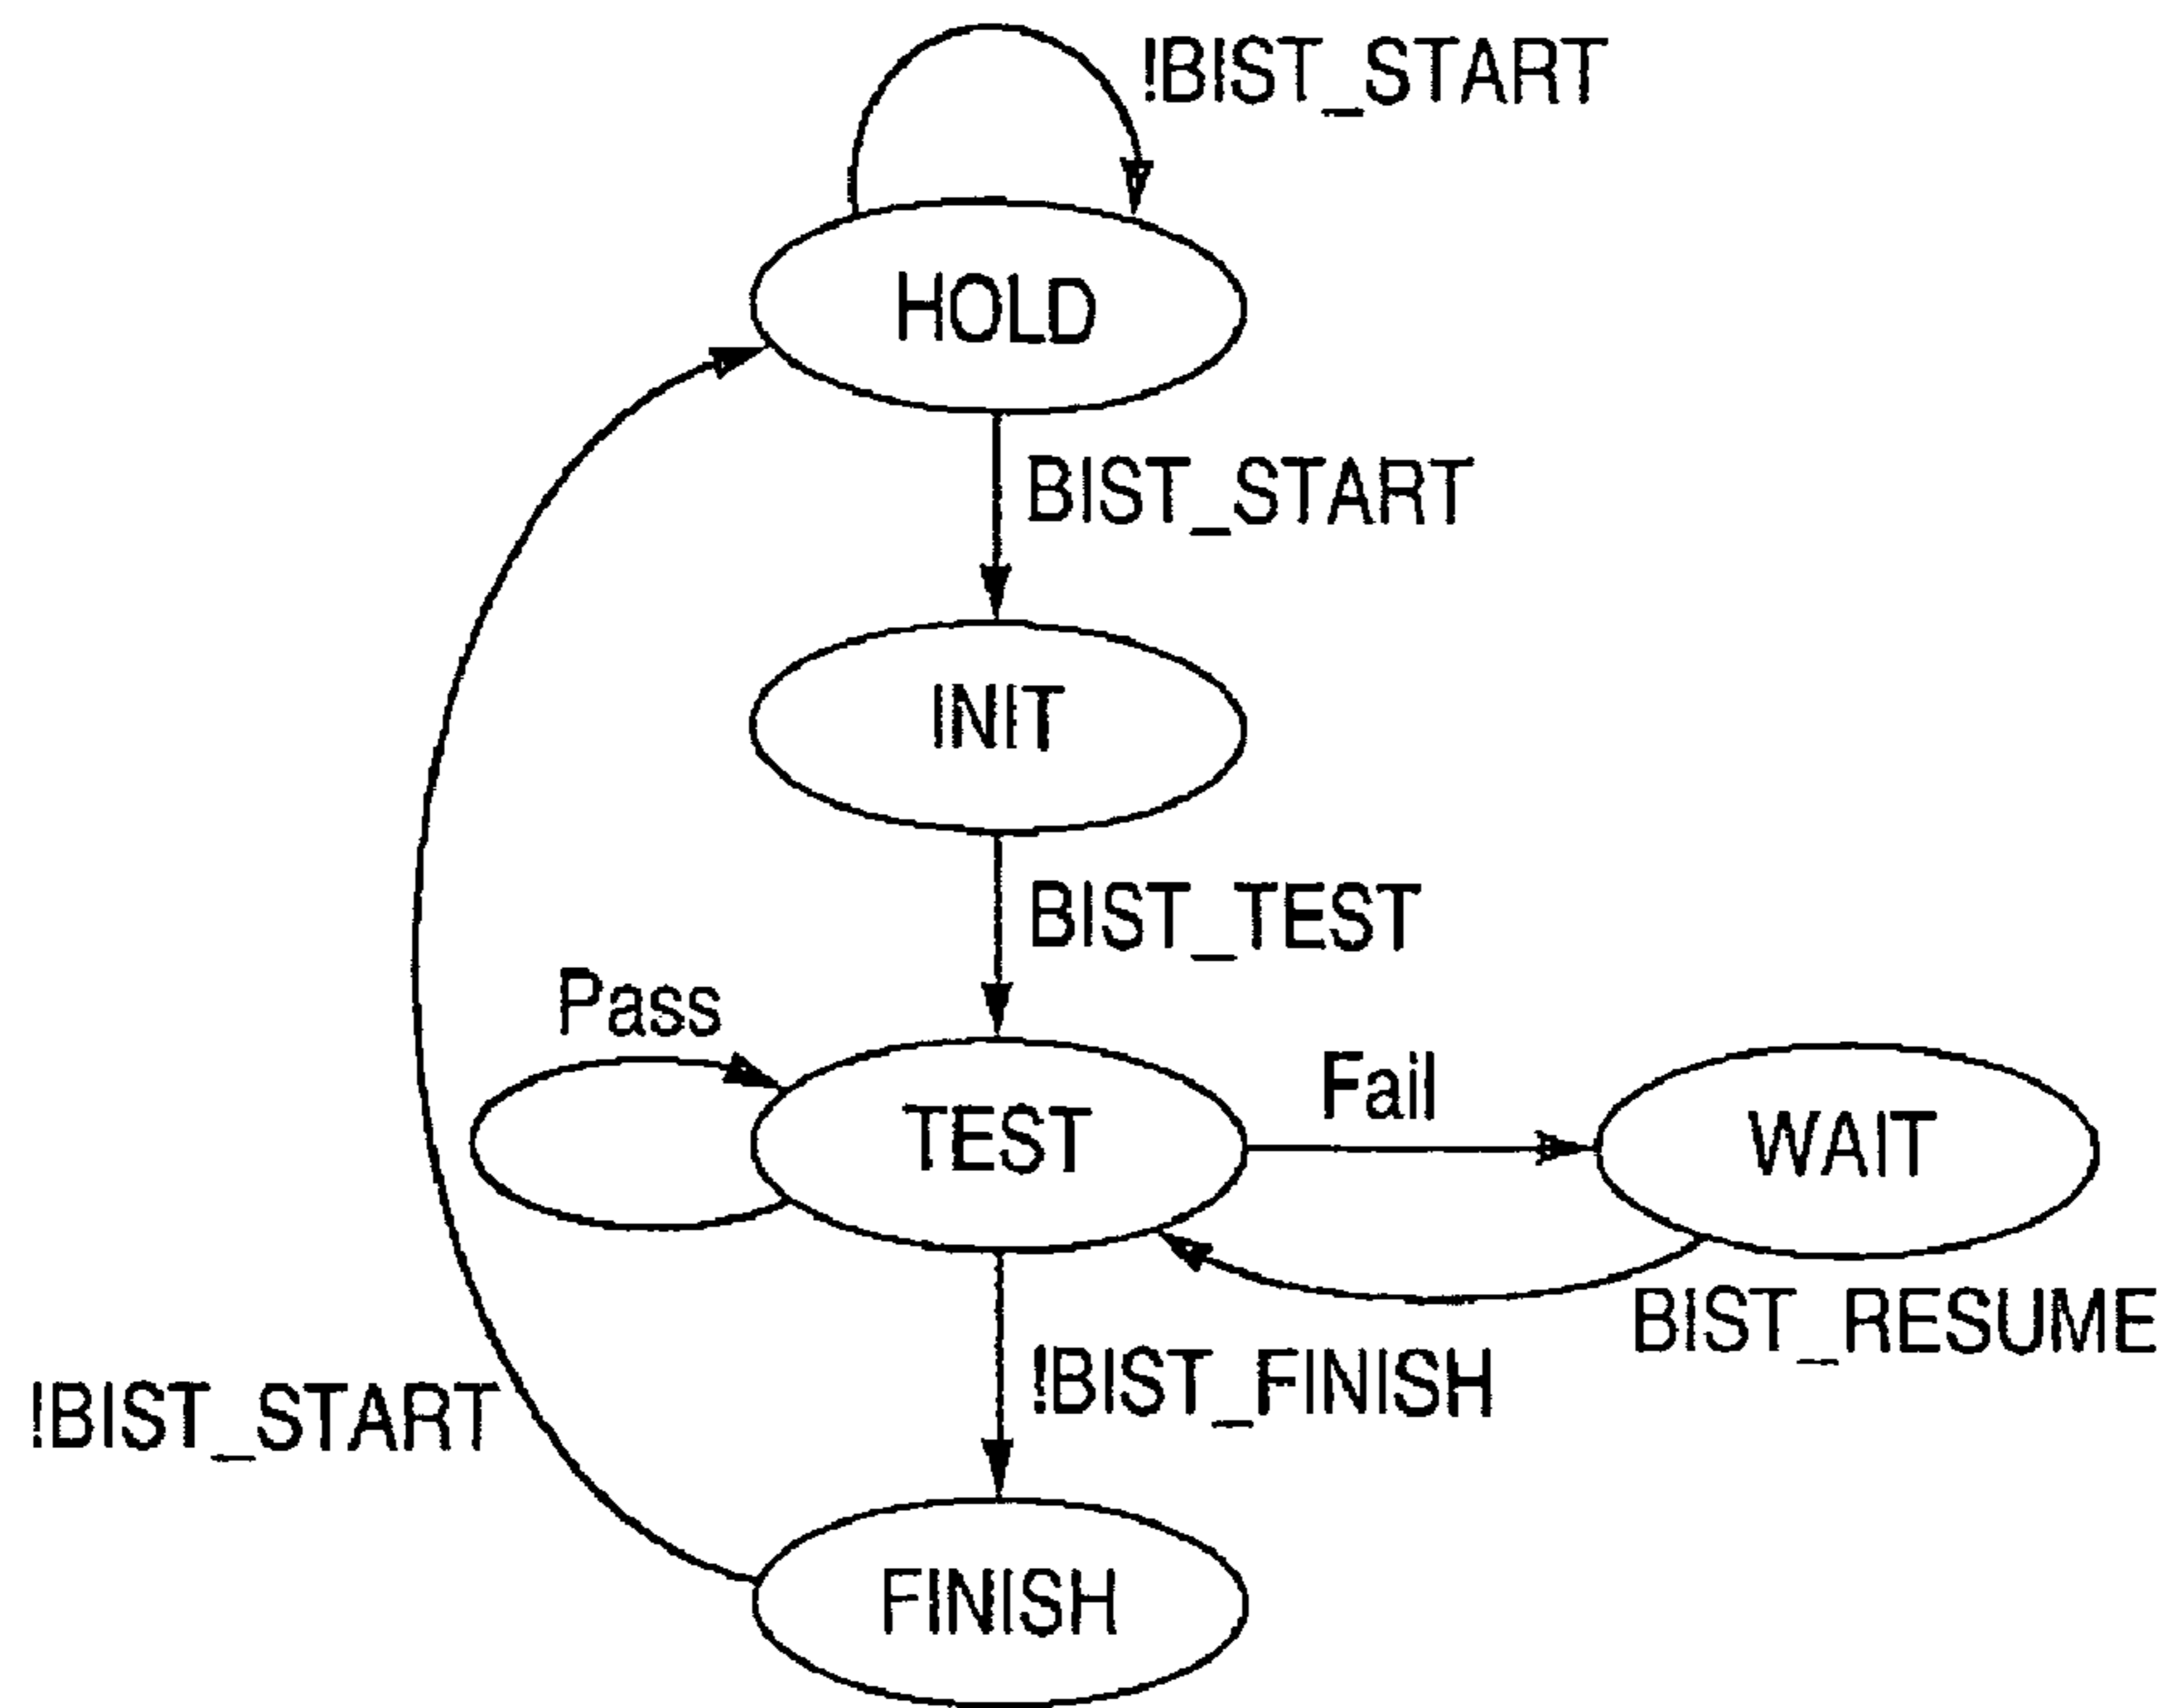 !BIST_START
HOLD
BIST_START
INIT
BIST_TEST
Pass
TEST
Fail
WAIT
BIST_RESUME
!BIST_FINISH
!BIST_START
FINISH